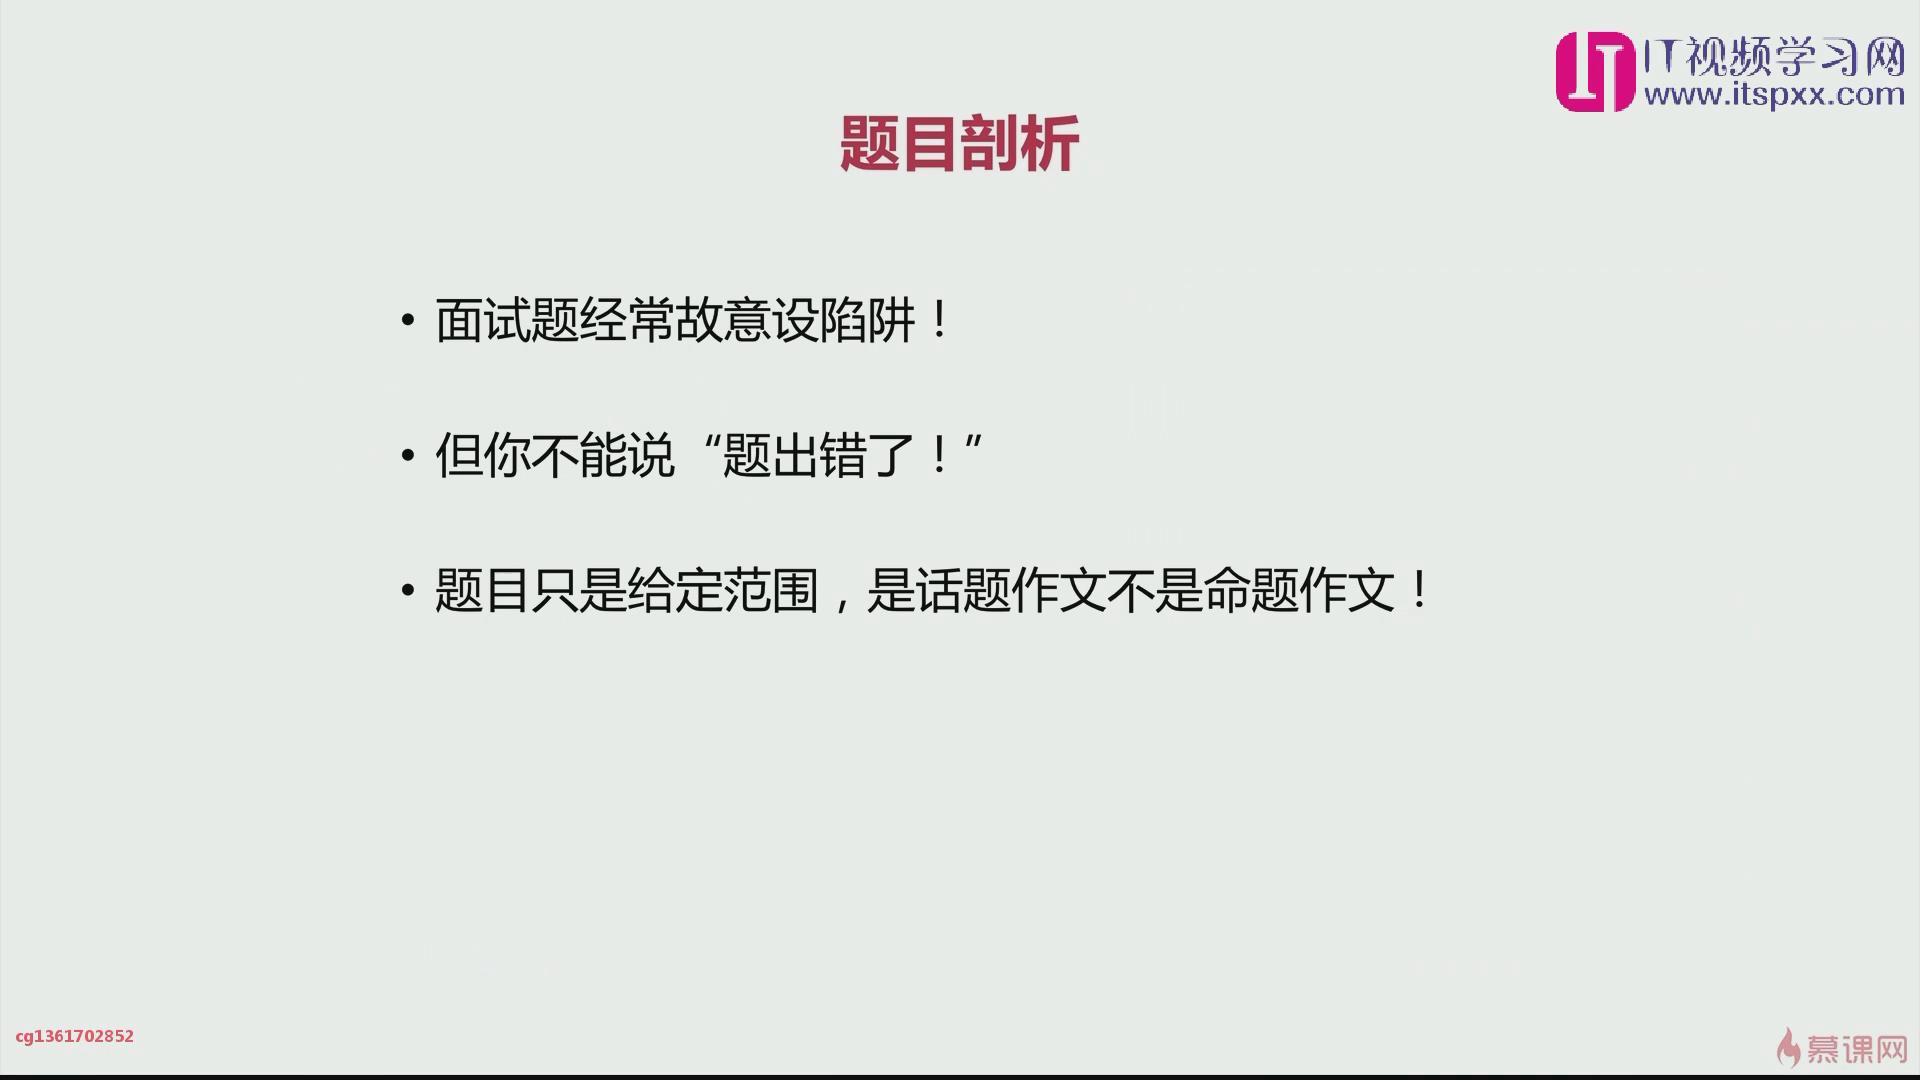 IT视频学习网
www.itspxx.com
题目剖析
• 面试题经常故意设陷阱！
• 但你不能说“题出错了！”
• 题目只是给定范围，是话题作文不是命题作文！
cg1361702852
慕课网